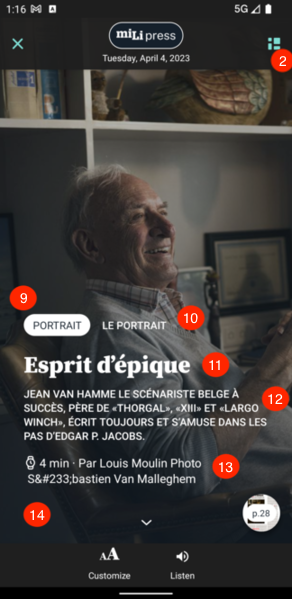 1:16
5G
miLi press
Tuesday, April 4, 2023
2
9
PORTRAIT LE PORTRAIT 10
Esprit d’épique 11
JEAN VAN HAMME LE SCÉNARISTE BELGE À
SUCCÈS, PÈRE DE «THORGAL», «XIII» ET «LARGO
WINCH», ÉCRIT TOUJOURS ET S’AMUSE DANS LES
PAS D’EDGAR P. JACOBS.
12
4 min · Par Louis Moulin Photo
S&#233;bastien Van Malleghem
13
14
p.28
AA
Customize
Listen